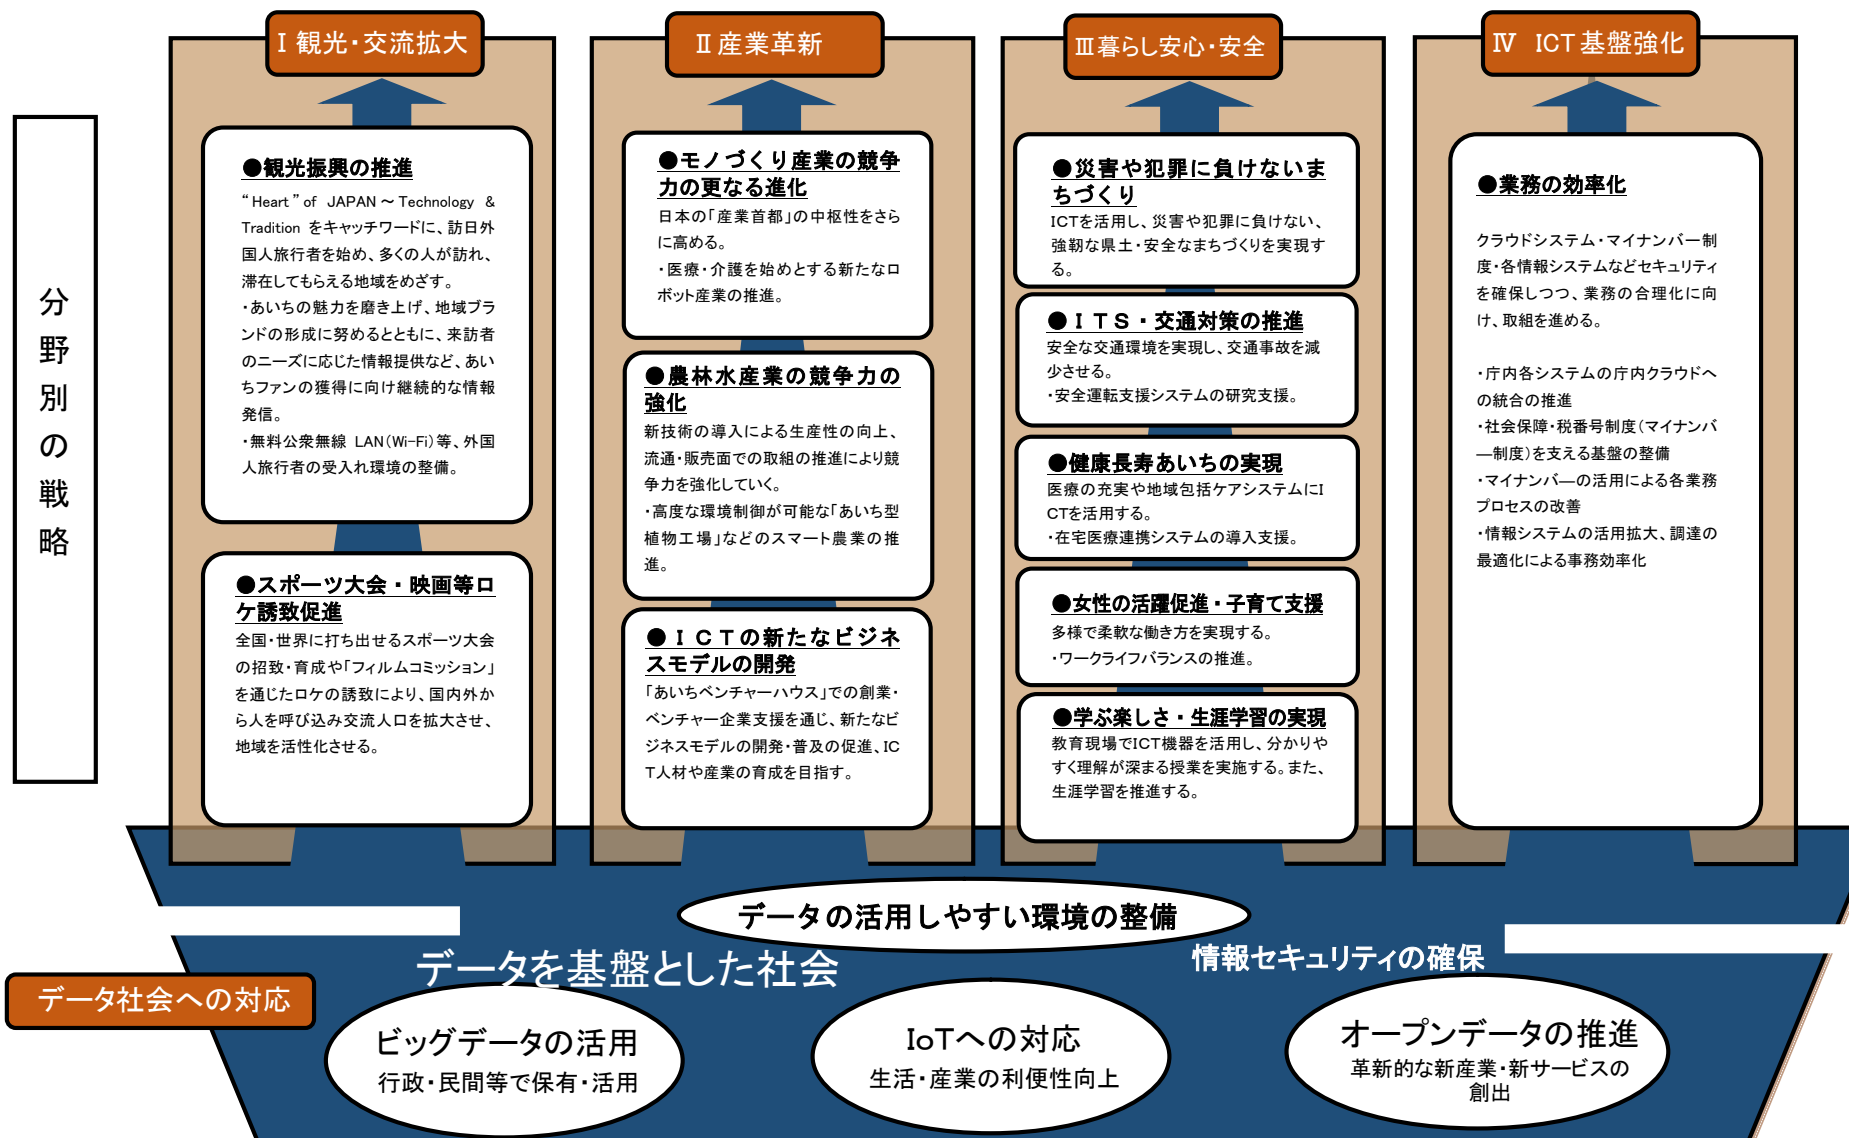 分野別の戦略
Ⅰ 観光・交流拡大
●観光振興の推進
“Heart” of JAPAN ～ Technology &
Tradition をキャッチワードに、訪日外
国人旅行者を始め、多くの人が訪れ、
滞在してもらえる地域をめざす。
・あいちの魅力を磨き上げ、地域ブラ
ンドの形成に努めるとともに、来訪者
のニーズに応じた情報提供など、あい
ちファンの獲得に向け継続的な情報
発信。
・無料公衆無線 LAN（Wi-Fi）等、外国
人旅行者の受入れ環境の整備。
●スポーツ大会・映画等ロ
ケ誘致促進
全国・世界に打ち出せるスポーツ大会
の招致・育成や「フィルムコミッション」
を通じたロケの誘致により、国内外か
ら人を呼び込み交流人口を拡大させ、
地域を活性化させる。
Ⅱ 産業革新
●モノづくり産業の競争
力の更なる進化
日本の「産業首都」の中枢性をさら
に高める。
・医療・介護を始めとする新たなロ
ボット産業の推進。
●農林水産業の競争力の
強化
新技術の導入による生産性の向上、
流通・販売面での取組の推進により競
争力を強化していく。
・高度な環境制御が可能な「あいち型
植物工場」などのスマート農業の推
進。
●ＩＣＴの新たなビジネ
スモデルの開発
「あいちベンチャーハウス」での創業・
ベンチャー企業支援を通じ、新たなビ
ジネスモデルの開発・普及の促進、IC
T人材や産業の育成を目指す。
Ⅲ暮らし安心・安全
●災害や犯罪に負けないま
ちづくり
ICTを活用し、災害や犯罪に負けない、
強靭な県土・安全なまちづくりを実現す
る。
●ＩＴＳ・交通対策の推進
安全な交通環境を実現し、交通事故を減
少させる。
・安全運転支援システムの研究支援。
●健康長寿あいちの実現
医療の充実や地域包括ケアシステムにI
CTを活用する。
・在宅医療連携システムの導入支援。
●女性の活躍促進・子育て支援
多様で柔軟な働き方を実現する。
・ワークライフバランスの推進。
●学ぶ楽しさ・生涯学習の実現
教育現場でICT機器を活用し、分かりや
すく理解が深まる授業を実施する。また、
生涯学習を推進する。
Ⅳ ICT基盤強化
●業務の効率化
クラウドシステム・マイナンバー制
度・各情報システムなどセキュリティ
を確保しつつ、業務の合理化に向
け、取組を進める。
・庁内各システムの庁内クラウドへ
の統合の推進
・社会保障・税番号制度（マイナンバ
―制度）を支える基盤の整備
・マイナンバ―の活用による各業務
プロセスの改善
・情報システムの活用拡大、調達の
最適化による事務効率化
データの活用しやすい環境の整備
データを基盤とした社会
情報セキュリティの確保
データ社会への対応
ビッグデータの活用
行政・民間等で保有・活用
IoTへの対応
生活・産業の利便性向上
オープンデータの推進
革新的な新産業・新サービスの
創出